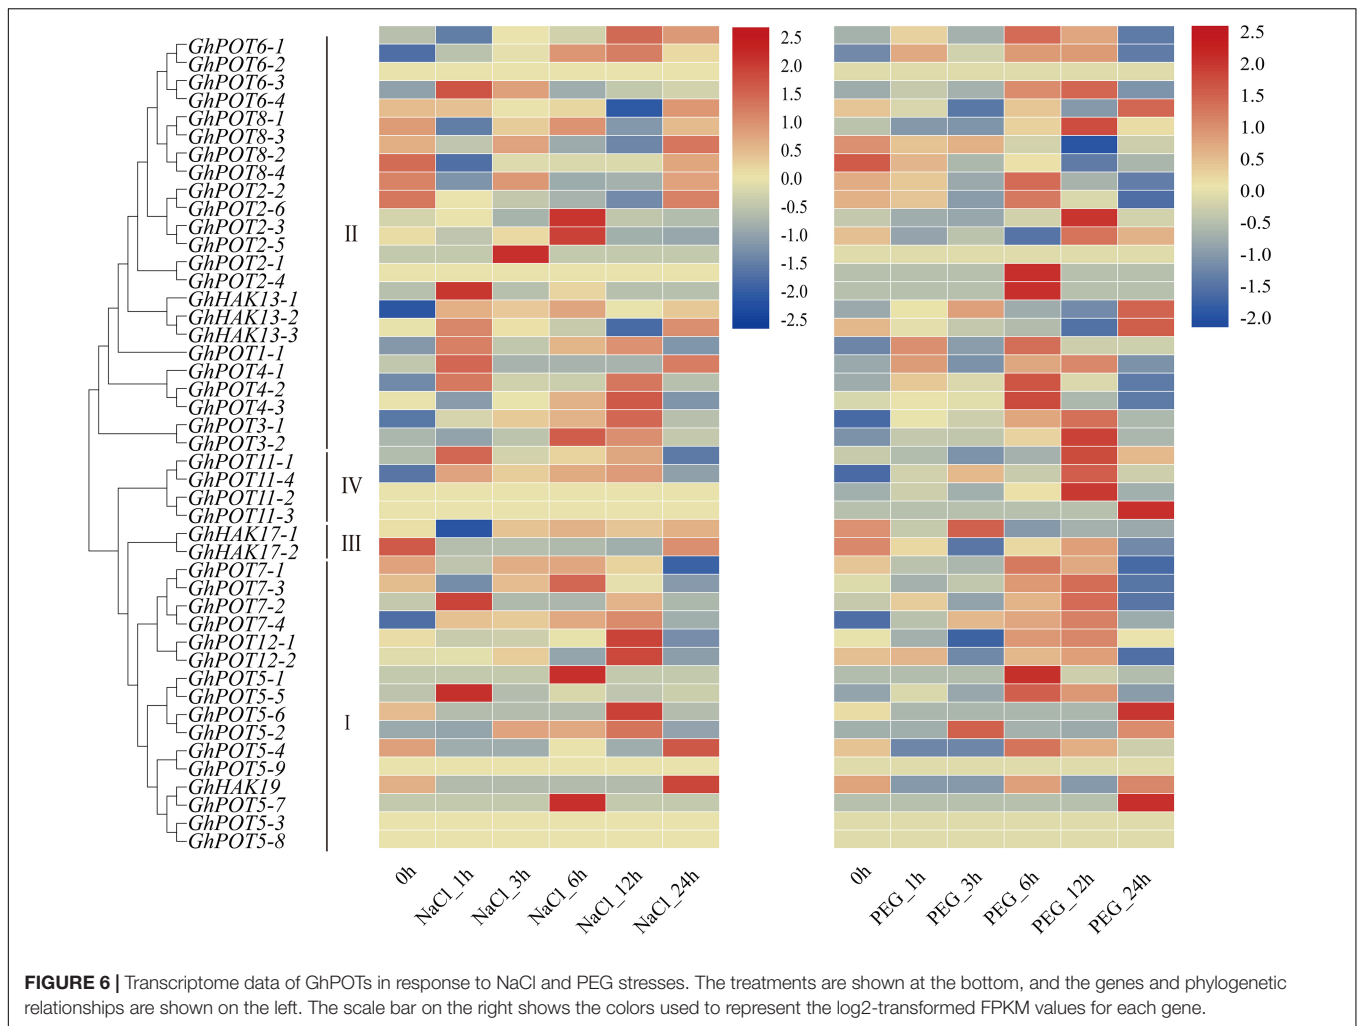 GhPOT6-1
GhPOT6-2
GhPOT6-3
GhPOT6-4
GhPOT8-1
GhPOT8-3
GhPOT8-2
GhPOT8-4
GhPOT2-2
GhPOT2-6
GhPOT2-3
GhPOT2-5
GhPOT2-1
GhPOT2-4
GhHAK13-1
GhHAK13-2
GhHAK13-3
GhPOT1-1
GhPOT4-1
GhPOT4-2
GhPOT4-3
GhPOT3-1
GhPOT3-2
GhPOT11-1
GhPOT11-4
GhPOT11-2
GhPOT11-3
GhHAK17-1
GhHAK17-2
GhPOT7-1
GhPOT7-3
GhPOT7-2
GhPOT7-4
GhPOT12-1
GhPOT12-2
GhPOT5-1
GhPOT5-5
GhPOT5-6
GhPOT5-2
GhPOT5-4
GhPOT5-9
GhHAK19
GhPOT5-7
GhPOT5-3
GhPOT5-8
II
IV
III
I
2.5
2.0
1.5
1.0
0.5
0.0
-0.5
-1.0
-1.5
-2.0
-2.5
2.5
2.0
1.5
1.0
0.5
0.0
-0.5
-1.0
-1.5
-2.0
0h
NaCl_1h
NaCl_3h
NaCl_6h
NaCl_12h
NaCl_24h
0h
PEG_1h
PEG_3h
PEG_6h
PEG_12h
PEG_24h
FIGURE 6 | Transcriptome data of GhPOTs in response to NaCl and PEG stresses. The treatments are shown at the bottom, and the genes and phylogenetic
relationships are shown on the left. The scale bar on the right shows the colors used to represent the log2-transformed FPKM values for each gene.